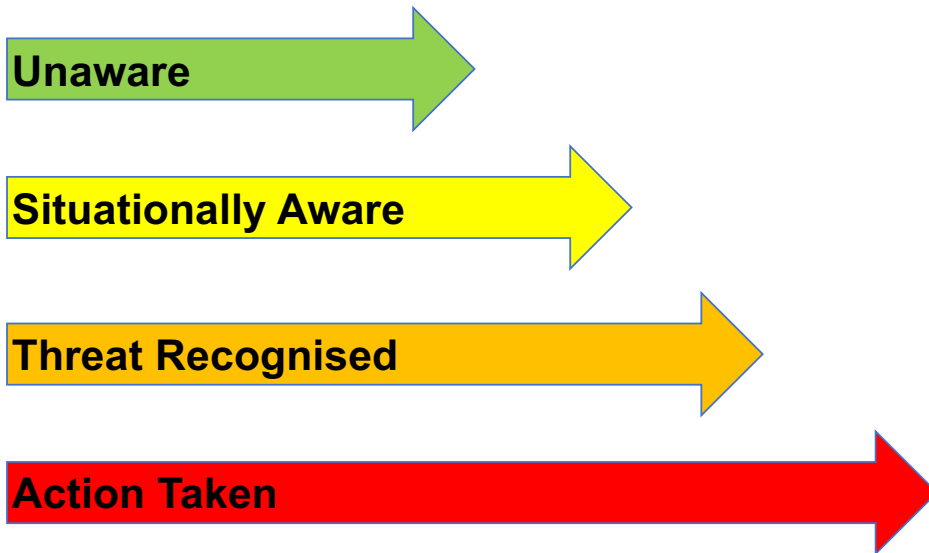 Unaware
Situationally Aware
Threat Recognised
Action Taken